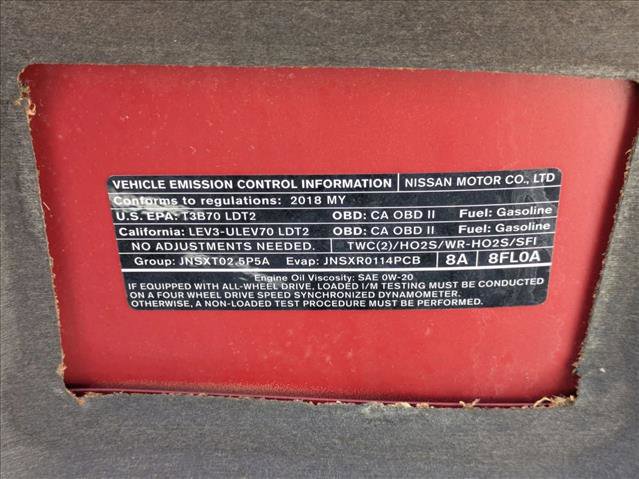 VEHICLE EMISSION CONTROL INFORMATION NISSAN MOTOR CO., LTD
Conforms to regulations: 2018 MY
U.S. EPA: T3B70 LDT2 OBD: CA OBD II Fuel: Gasoline
California: LEV3-ULEV70 LDT2 OBD: CA OBD II Fuel: Gasoline
NO ADJUSTMENTS NEEDED. TWC(2)/HO2S/WR-HO2S/SFI
Group: JNSXT02.5P5A Evap: JNSXR0114PCB 8A 8FL0A
Engine Oil Viscosity: SAE 0W-20
IF EQUIPPED WITH ALL-WHEEL DRIVE, LOADED I/M TESTING MUST BE CONDUCTED
ON A FOUR WHEEL DRIVE SPEED SYNCHRONIZED DYNAMOMETER.
OTHERWISE, A NON-LOADED TEST PROCEDURE MUST BE PERFORMED.